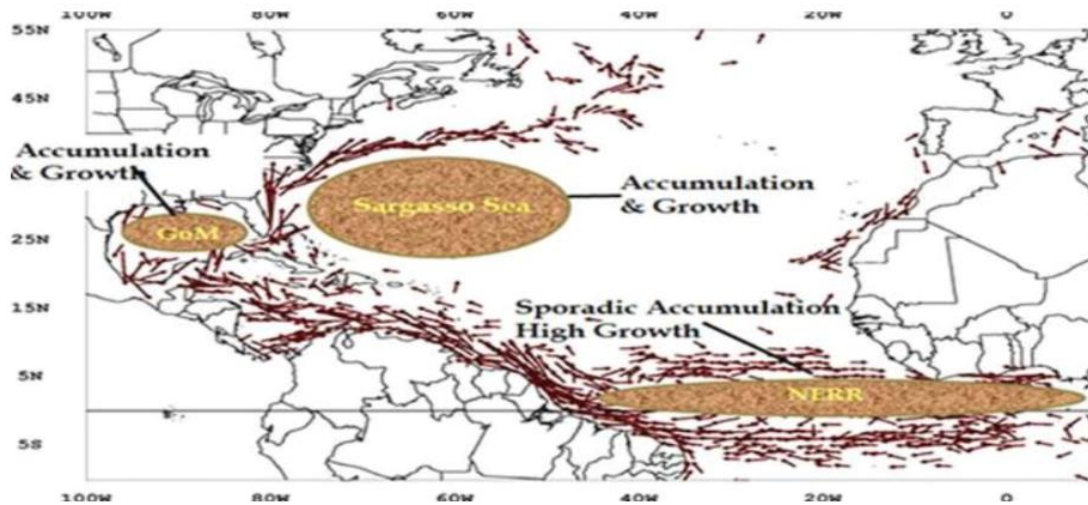 100W 80W 60W 40W 20W 0
55N
45N
Accumulation
& Growth
Accumulation
& Growth
Sargasso Sea
GoM
25N
Sporadic Accumulation
High Growth
15N
5N
NERR
5S
100W 80W 60W 40W 20W 0